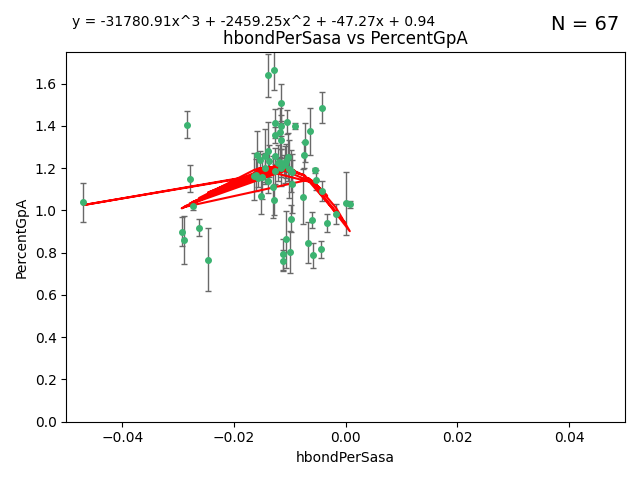 y = -31780.91x^3 + -2459.25x^2 + -47.27x + 0.94
N = 67
hbondPerSasa vs PercentGpA
PercentGpA
1.6
1.4
1.2
1.0
0.8
0.6
0.4
0.2
0.0
−0.04 −0.02 0.00 0.02 0.04
hbondPerSasa